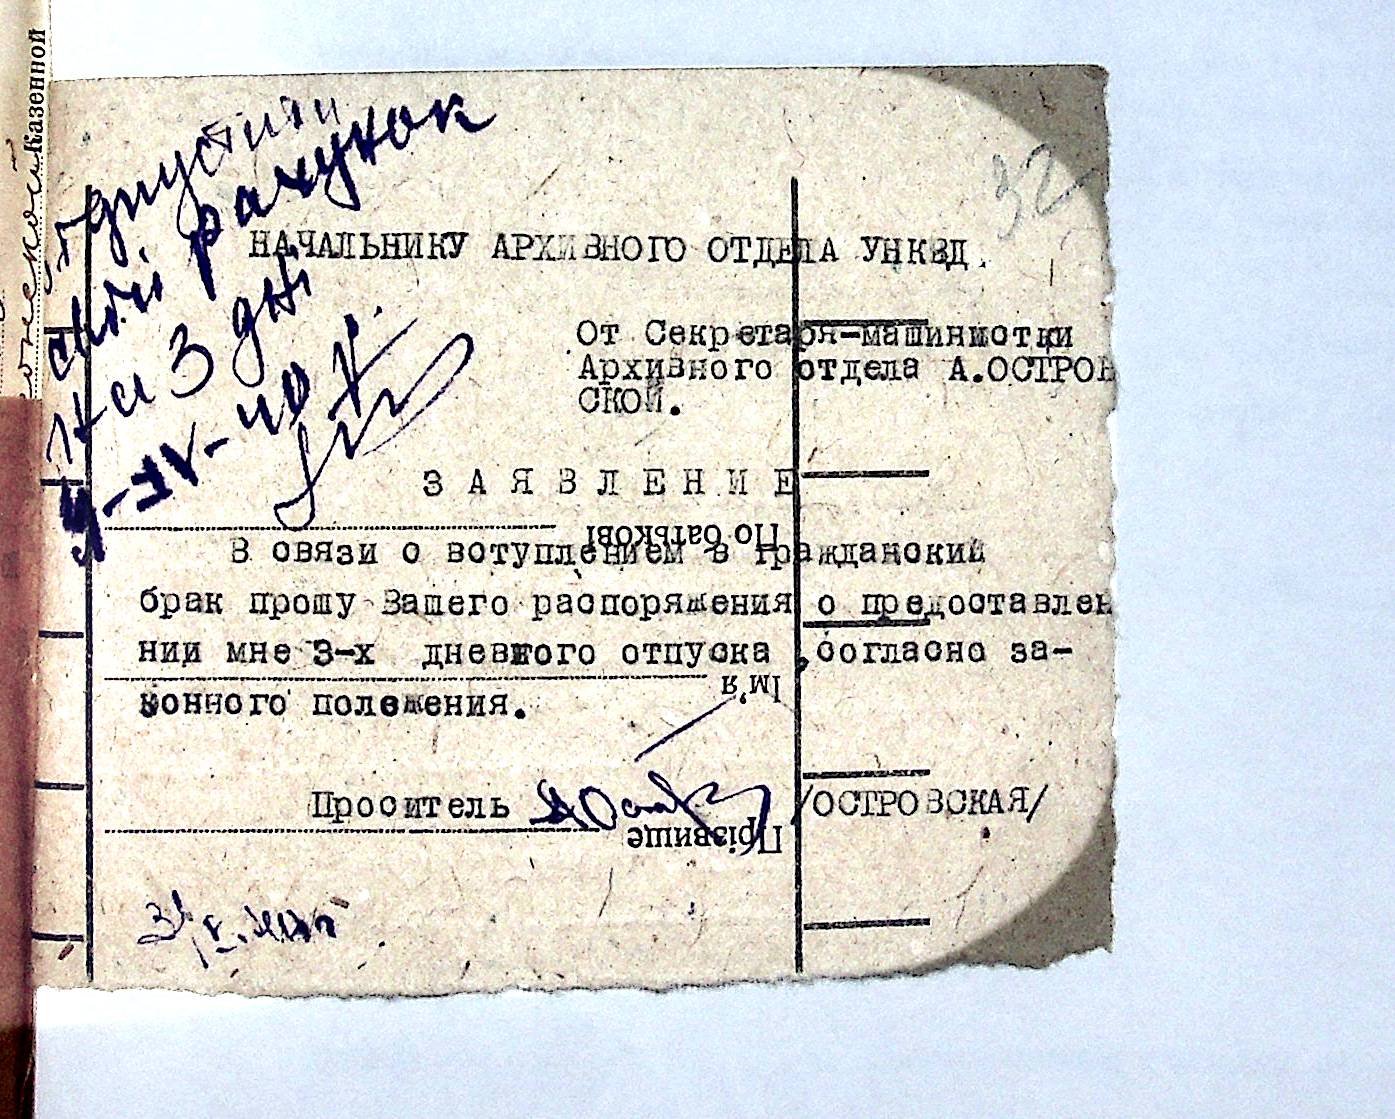 Казенной
32
рахунок
на 3 дні
НАЧАЛЬНИКУ АРХИВНОГО ОТДЕЛА УНКВД.
От Секретаря-машинистки
Архивного отдела А.ОСТРОВ
СКОЙ.
ЗАЯВЛЕНИЕ
По батькові
В связи с вступлением в гражданский
брак прошу Вашего распоряжения о предоставлен
нии мне 3-х дневного отпуска ,согласно за-
Ім'я
конного положения.
Проситель /ОСТРОВСКАЯ/
Прізвище